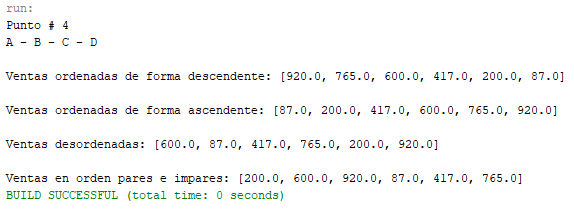 run:
Punto # 4
A - B - C - D
Ventas ordenadas de forma descendente: [920.0, 765.0, 600.0, 417.0, 200.0, 87.0]
Ventas ordenadas de forma ascendente: [87.0, 200.0, 417.0, 600.0, 765.0, 920.0]
Ventas desordenadas: [600.0, 87.0, 417.0, 765.0, 200.0, 920.0]
Ventas en orden pares e impares: [200.0, 600.0, 920.0, 87.0, 417.0, 765.0]
BUILD SUCCESSFUL (total time: 0 seconds)